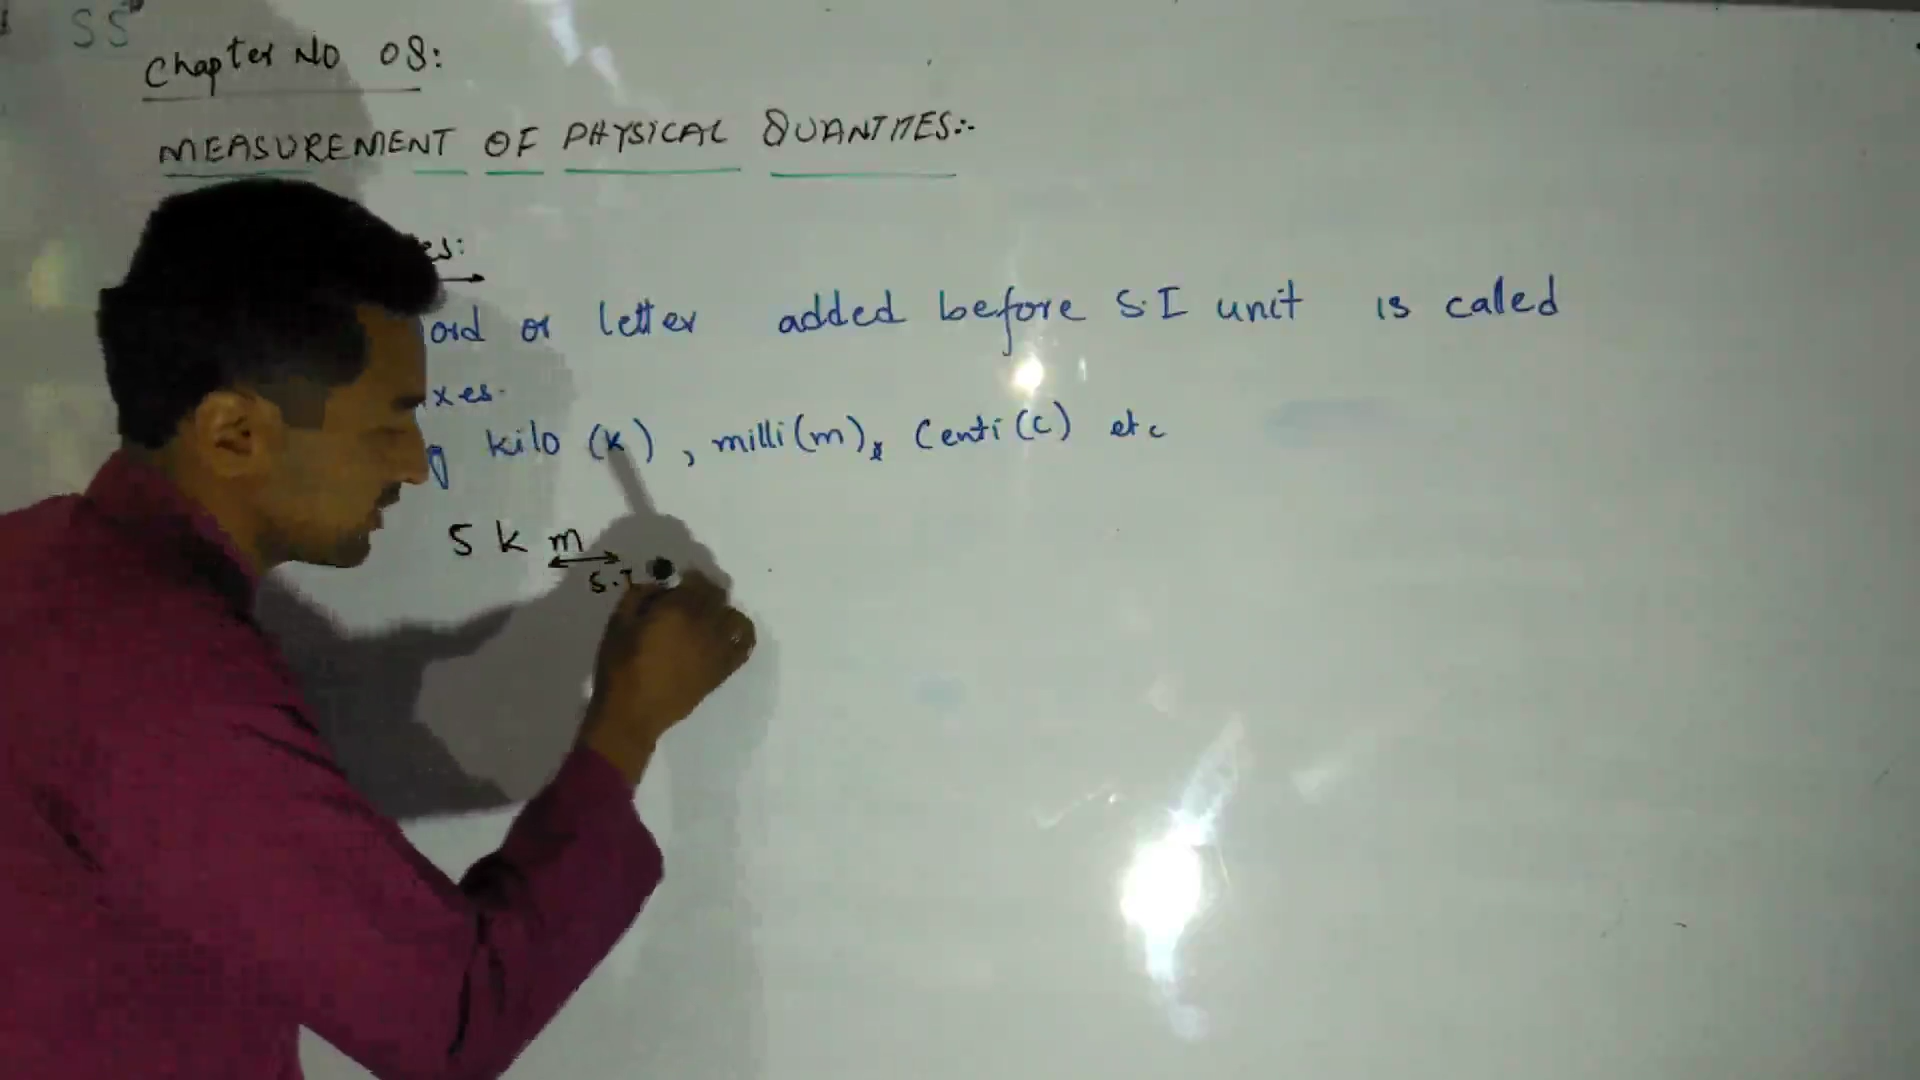 SS
Chapter No 08:
MEASUREMENT OF PHYSICAL QUANTITIES:-
es:
ord or letter added before S.I unit is caled
xes.
g kilo (k), milli(m), Centi(c) etc
5 k m
S.I